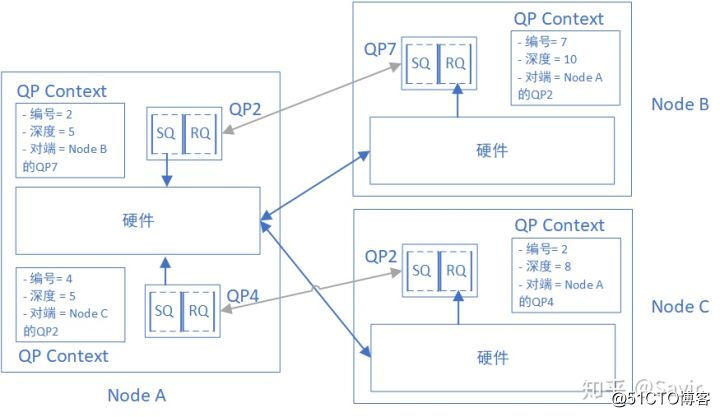 QP Context
- 编号= 2
- 深度 = 5
- 对端 = Node B
的QP7
SQ
RQ
QP2
硬件
- 编号= 4
- 深度 = 5
- 对端 = Node C
的QP2
QP Context
SQ
RQ
QP4
Node A
QP7
SQ
RQ
QP Context
- 编号= 7
- 深度 = 10
- 对端 = Node A
的QP2
硬件
Node B
QP2
SQ
RQ
QP Context
- 编号= 2
- 深度 = 8
- 对端 = Node A
的QP4
硬件
Node C
知乎 @Savir
@51CTO博客